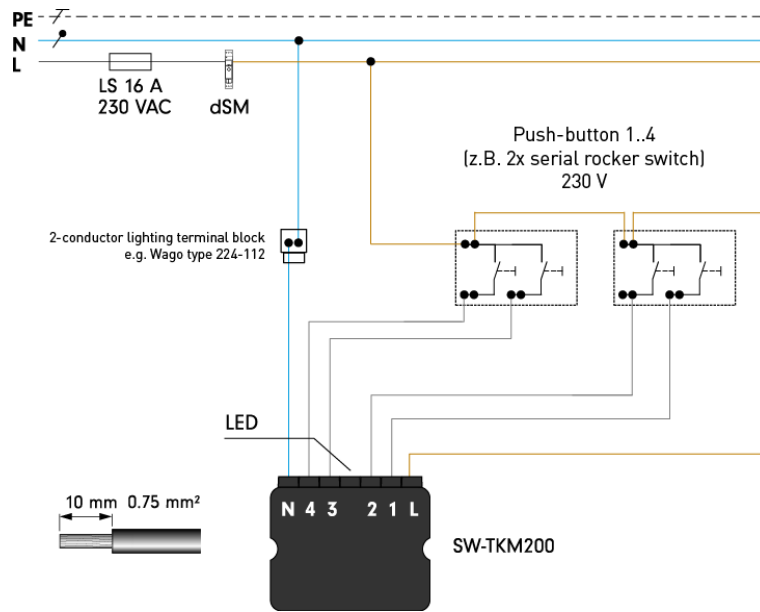 PE
N
L
LS 16 A
230 VAC
dSM
Push-button 1..4
(z.B. 2x serial rocker switch)
230 V
2-conductor lighting terminal block
e.g. Wago type 224-112
LED
10 mm 0.75 mm²
N 4 3 2 1 L
SW-TKM200